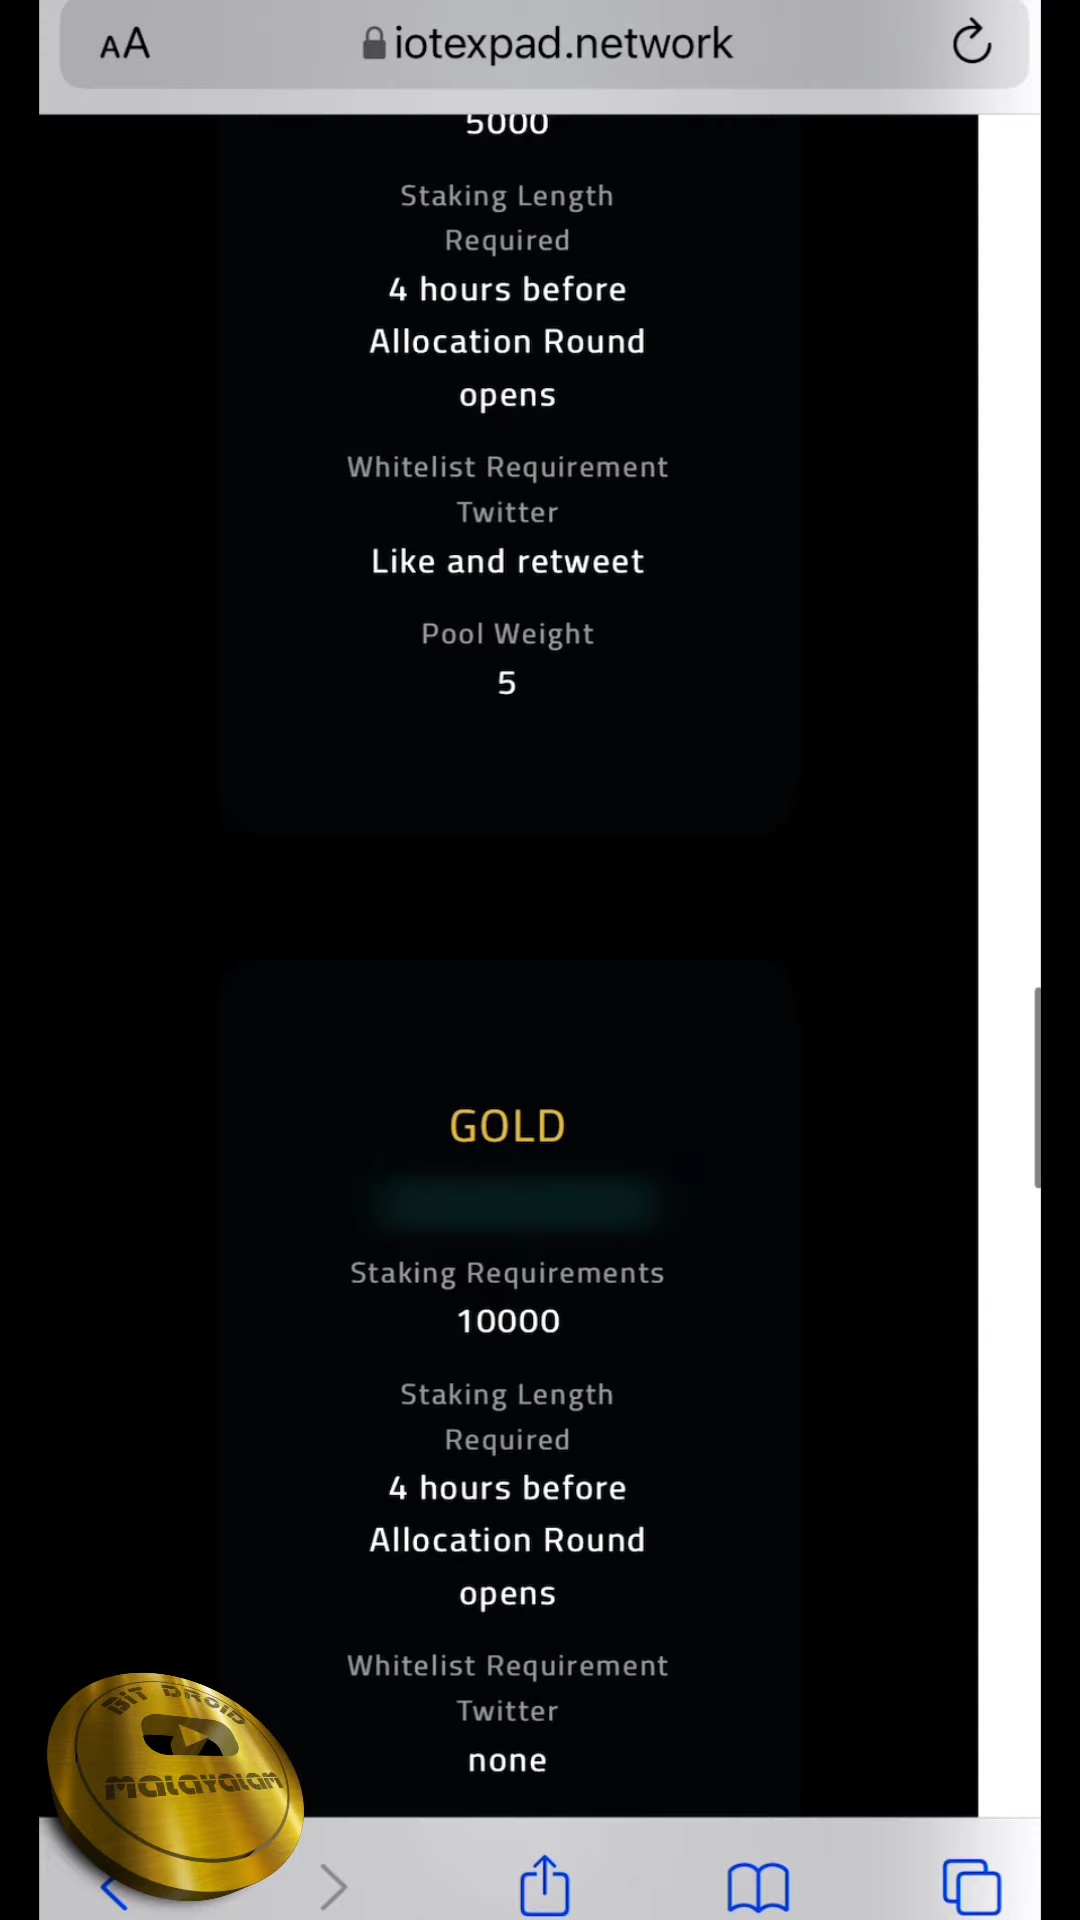 AA
iotexpad.network
5000
Staking Length
Required
4 hours before
Allocation Round
opens
Whitelist Requirement
Twitter
Like and retweet
Pool Weight
5
GOLD
Staking Requirements
10000
Staking Length
Required
4 hours before
Allocation Round
opens
Whitelist Requirement
Twitter
none
BIT DROID
MALAYALAM